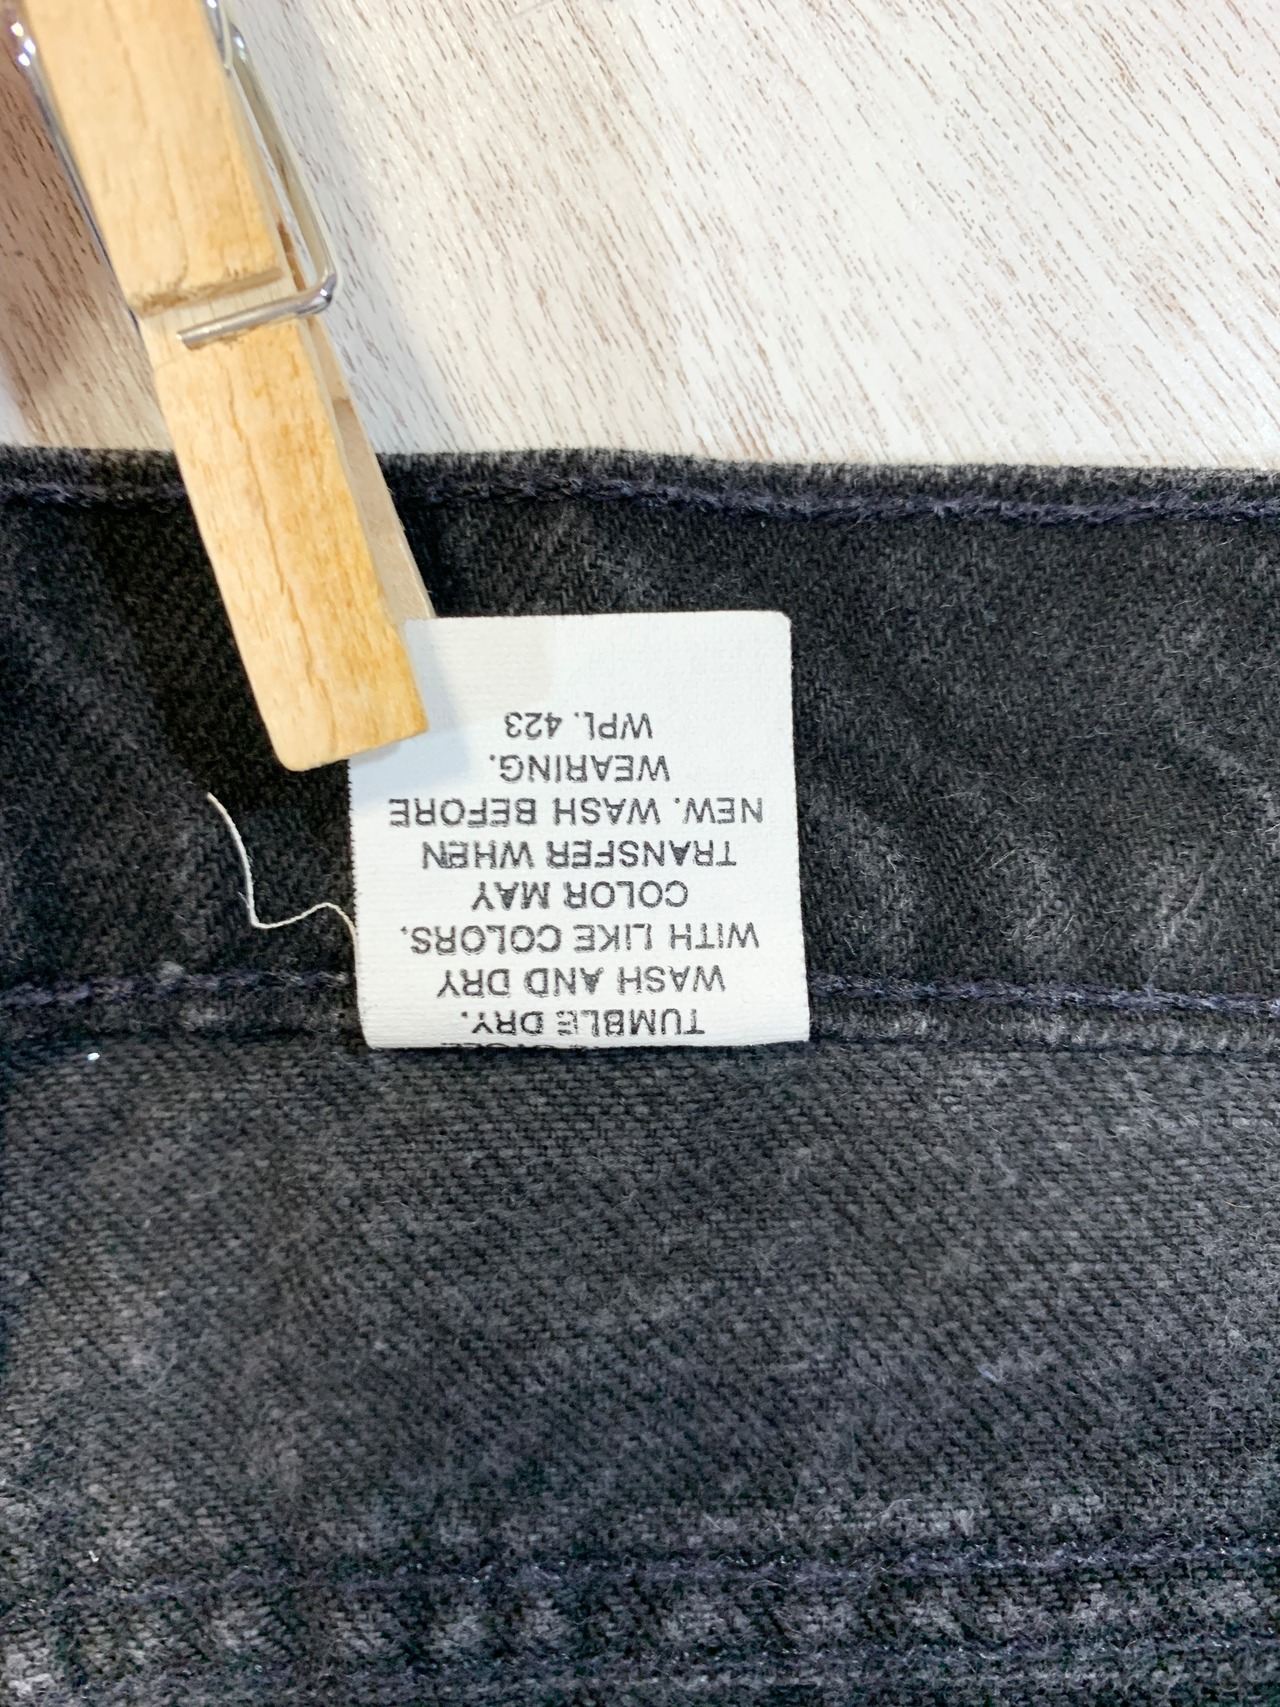 TUMBLE DRY.
WASH AND DRY
WITH LIKE COLORS.
COLOR MAY
TRANSFER WHEN
NEW. WASH BEFORE
WEARING.
WPL. 423